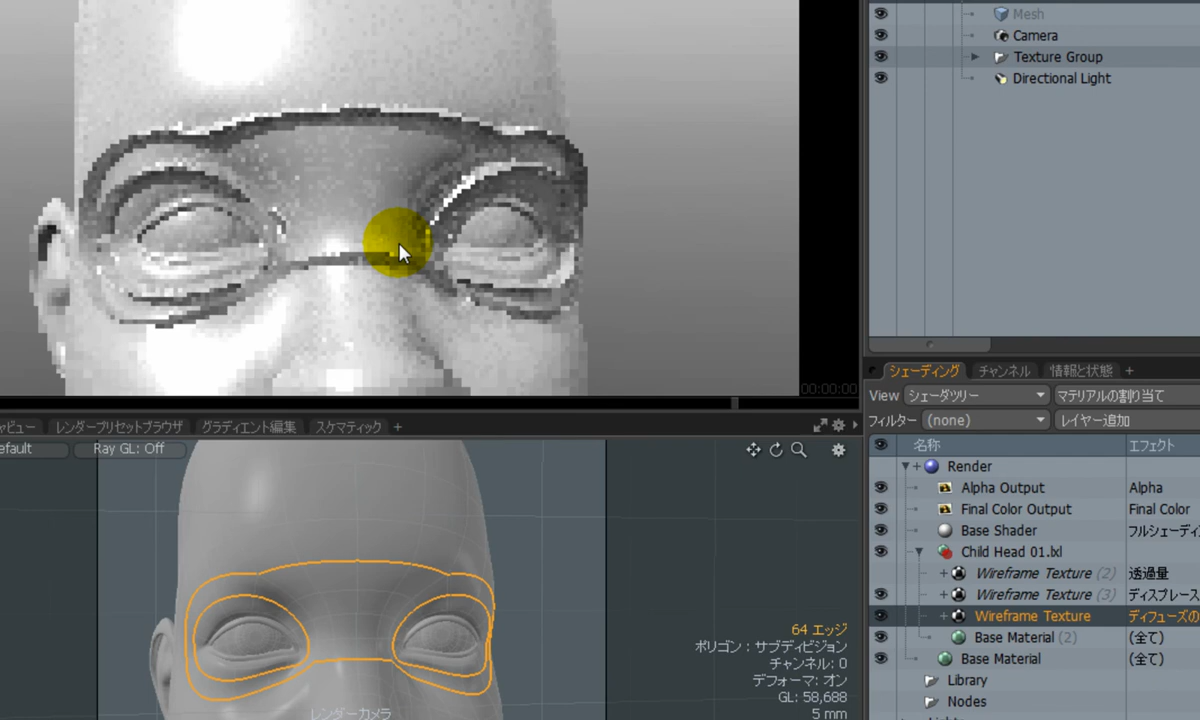 Mesh
Camera
Texture Group
Directional Light
00:00:00
シェーディング チャンネル 情報と状態 +
View シェーダツリー マテリアルの割り当て
フィルター (none) レイヤー追加
名称 エフェクト
Render
Alpha Output Alpha
Final Color Output Final Color
Base Shader フルシェーディ
Child Head 01.lxl
Wireframe Texture (2) 透過量
Wireframe Texture (3) ディスプレース
Wireframe Texture ディフューズの
Base Material (2) (全て)
Base Material (全て)
Library
Nodes
ャビュー レンダープリセットブラウザ グラディエント編集 スケマティック +
efault Ray GL: Off
64 エッジ
ポリゴン : サブディビジョン
チャンネル: 0
デフォーマ: オン
GL: 58,688
5 mm
レンダーカメラ